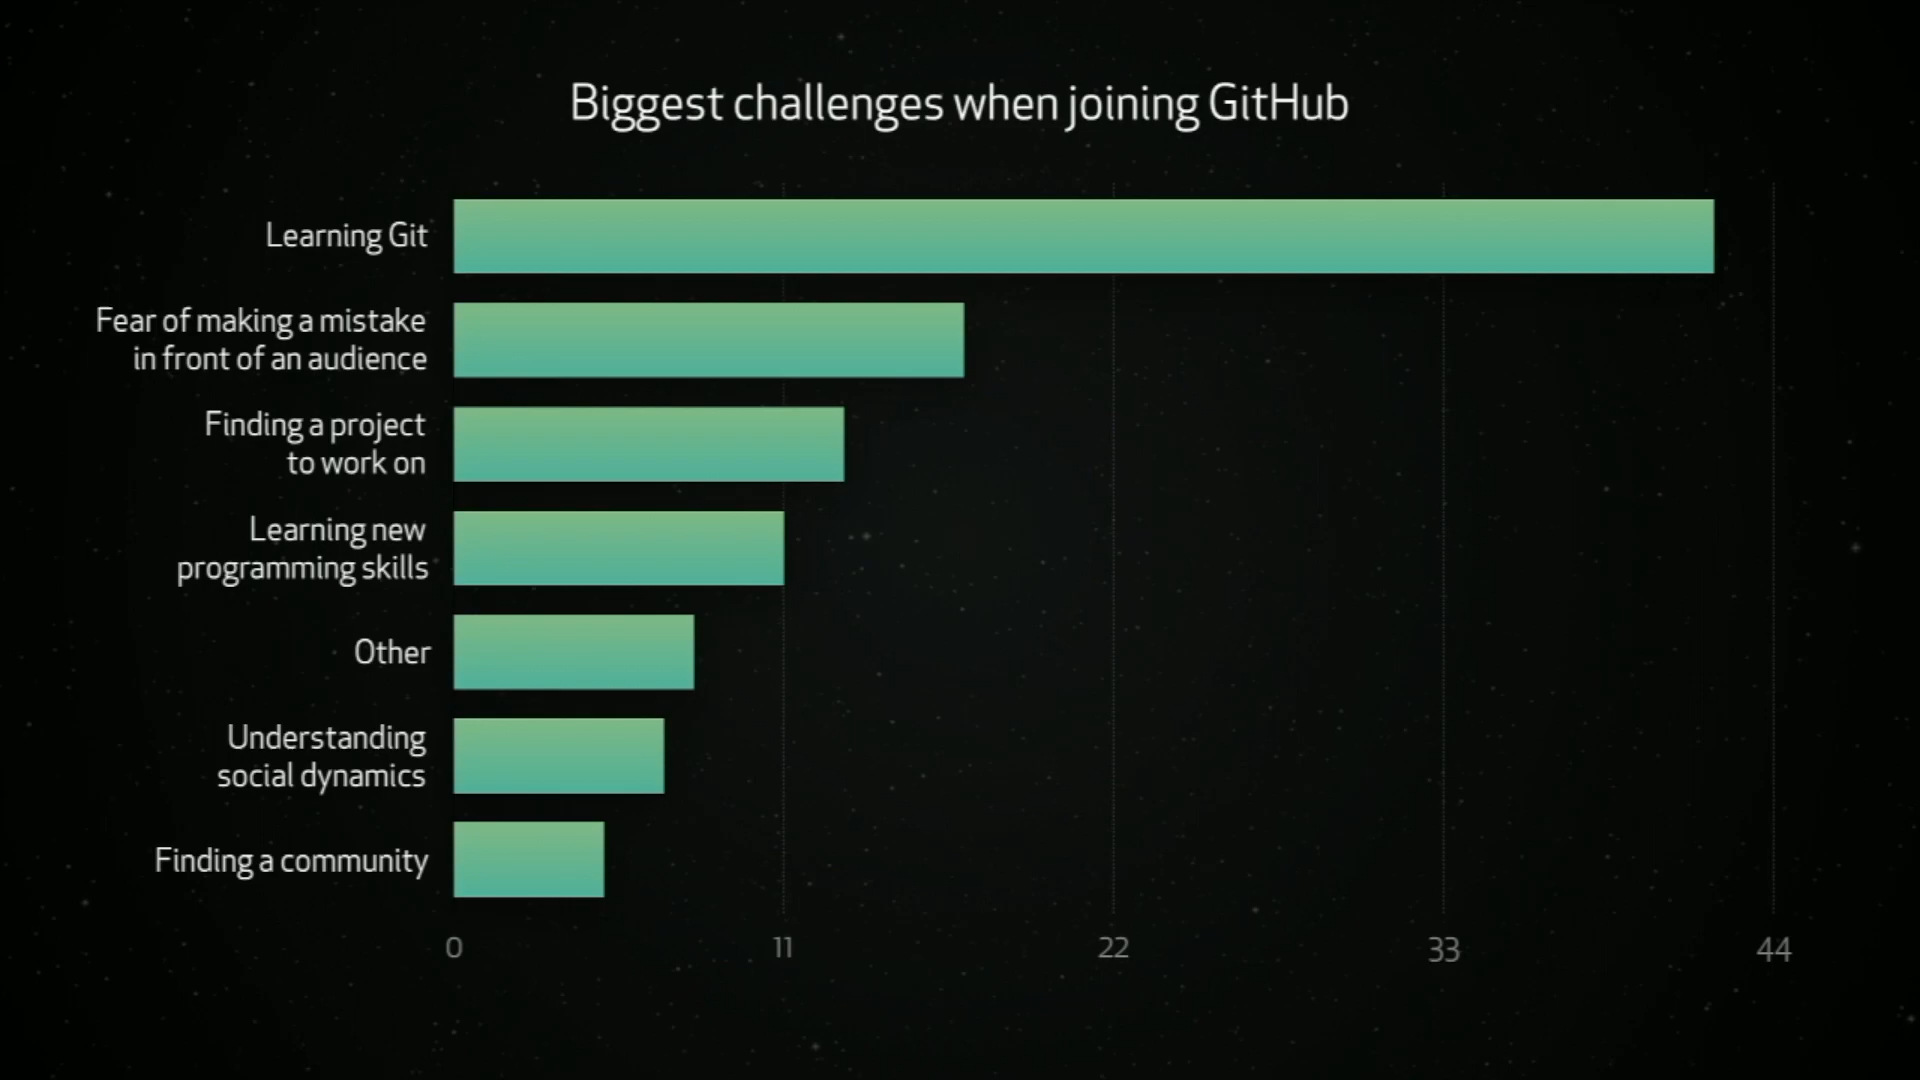 Biggest challenges when joining GitHub
Learning Git
Fear of making a mistake
in front of an audience
Finding a project
to work on
Learning new
programming skills
Other
Understanding
social dynamics
Finding a community
0 11 22 33 44